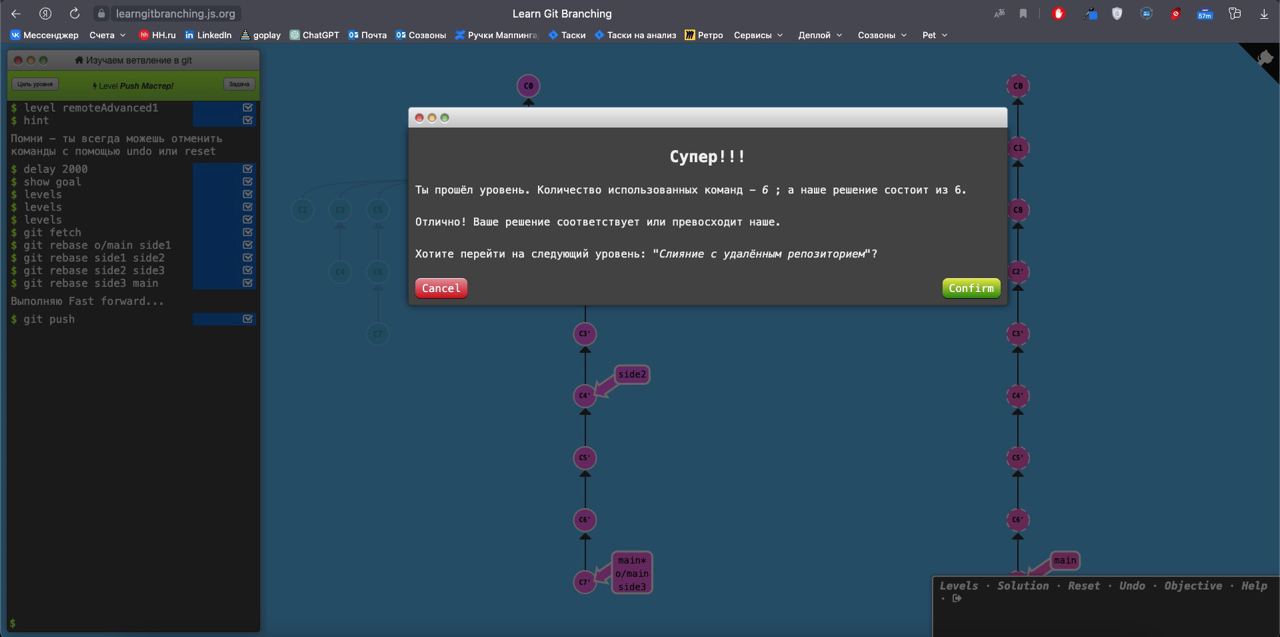 learngitbranching.js.org
Learn Git Branching
57m
Мессенджер Счета HH.ru LinkedIn goplay ChatGPT Почта Созвоны Ручки Маппинга Таски Таски на анализ Ретро Сервисы Деплой Созвоны Pet
Изучаем ветвление в git
Цель уровня Level Push Мастер! Задача
$ level remoteAdvanced1
$ hint
Помни - ты всегда можешь отменить
команды с помощью undo или reset
$ delay 2000
$ show goal
$ levels
$ levels
$ levels
$ git fetch
$ git rebase o/main side1
$ git rebase side1 side2
$ git rebase side2 side3
$ git rebase side3 main
Выполняю Fast forward...
$ git push
$
C0
C2 C3 C5
C4 C6
C7
Супер!!!
Ты прошёл уровень. Количество использованных команд - 6 ; а наше решение состоит из 6.
Отлично! Ваше решение соответствует или превосходит наше.
Хотите перейти на следующий уровень: "Слияние с удалённым репозиторием"?
Cancel Confirm
C3'
side2
C4'
C5'
C6'
main*
o/main
side3
C7'
C0
C1
C8
C2'
C3'
C4'
C5'
C6'
main
Levels · Solution · Reset · Undo · Objective · Help
·